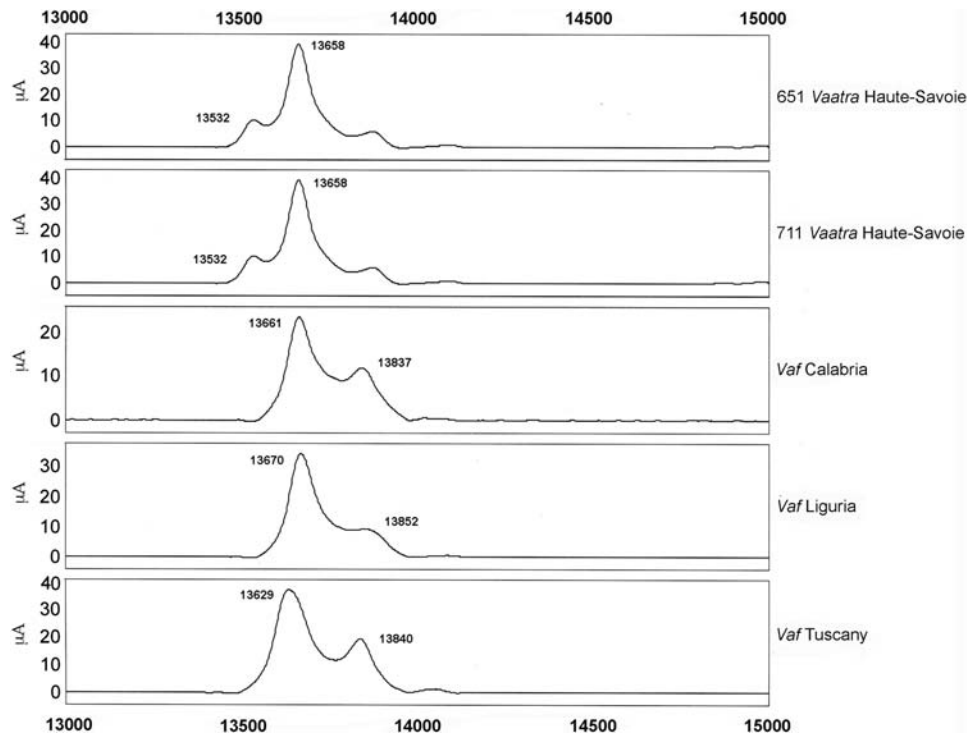 13000 13500 14000 14500 15000
40
30
20
10
0
µA
13658
13532
651 Vaatra Haute-Savoie
40
30
20
10
0
µA
13658
13532
711 Vaatra Haute-Savoie
20
10
0
µA
13661
13837
Vaf Calabria
30
20
10
0
µA
13670
13852
Vaf Liguria
40
30
20
10
0
µA
13629
13840
Vaf Tuscany
13000 13500 14000 14500 15000